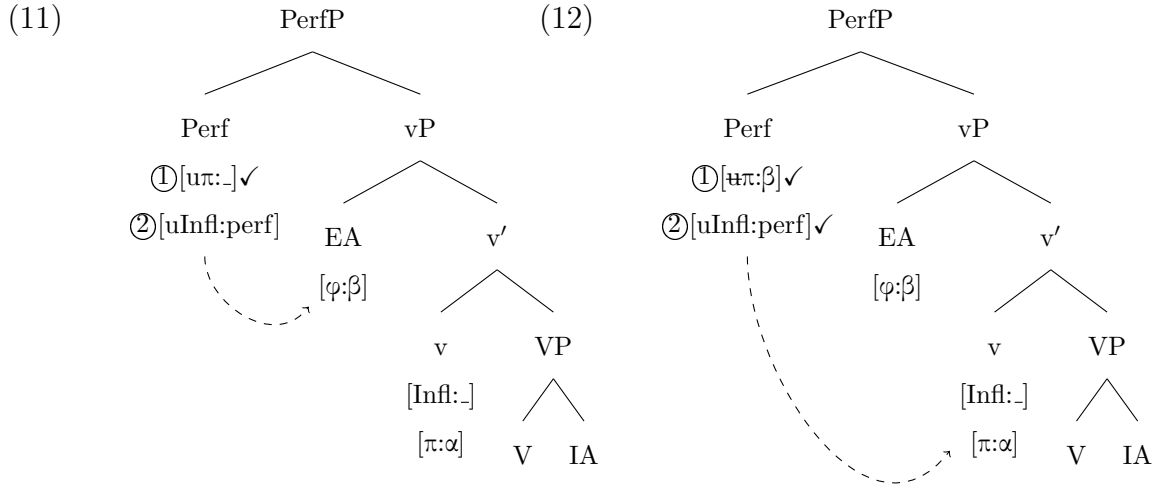 (11) PerfP (12) PerfP
Perf vP Perf vP
①[uπ:_]✓ ①[u̶π:β]✓
②[uInfl:perf] EA v′ ②[uInfl:perf]✓ EA v′
[φ:β] [φ:β]
v VP v VP
[Infl:_] [Infl:_]
[π:α] V IA [π:α] V IA